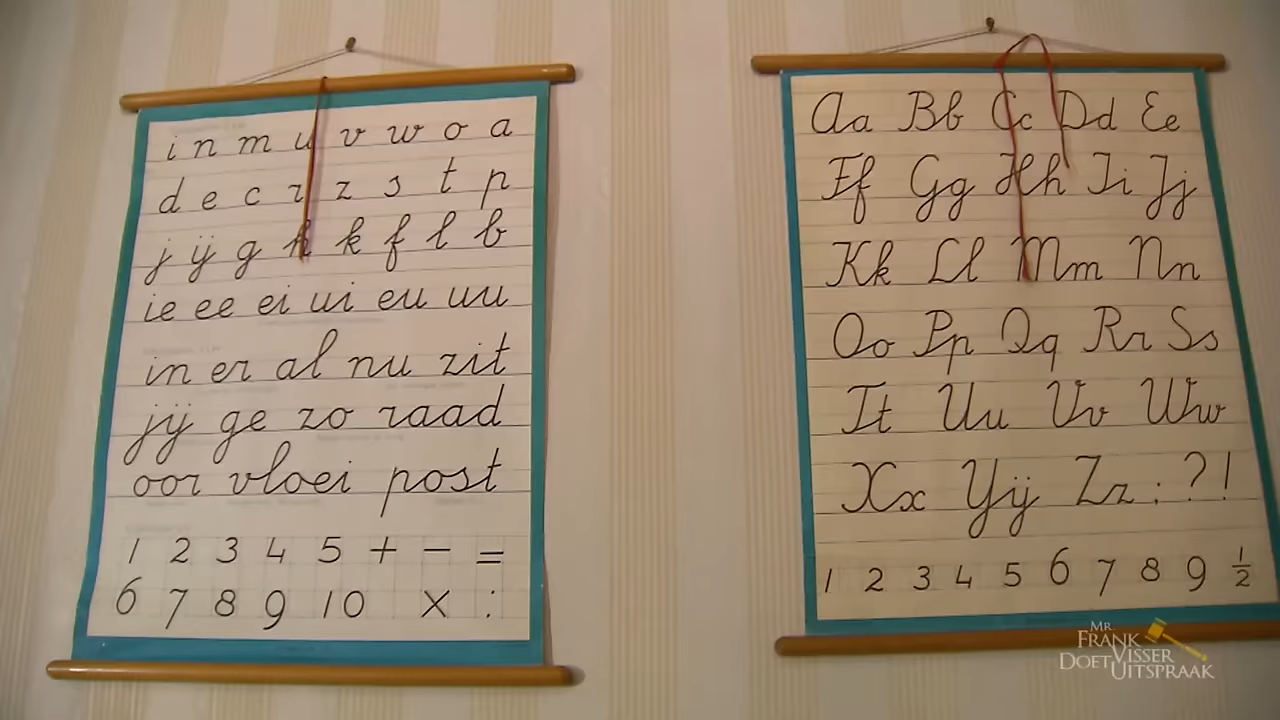 i n m u v w o a
d e c r z s t p
j ij g h k f l b
ie ee ei ui eu uu
in er al nu zit
jij ge zo raad
oor vloei post
1 2 3 4 5 + − =
6 7 8 9 10 x :
Aa Bb Cc Dd Ee
Ff Gg Hh Ii Jj
Kk Ll Mm Nn
Oo Pp Qq Rr Ss
Tt Uu Vv Ww
Xx IJij Zz ; ? !
1 2 3 4 5 6 7 8 9 ½
MR.
FRANK
VISSER
DOET
UITSPRAAK